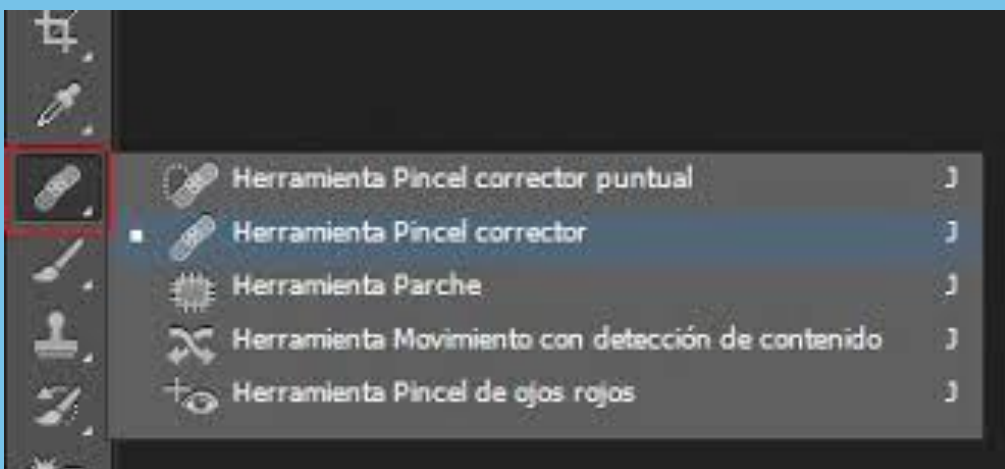 Herramienta Pincel corrector puntual J
Herramienta Pincel corrector J
Herramienta Parche J
Herramienta Movimiento con detección de contenido J
Herramienta Pincel de ojos rojos J